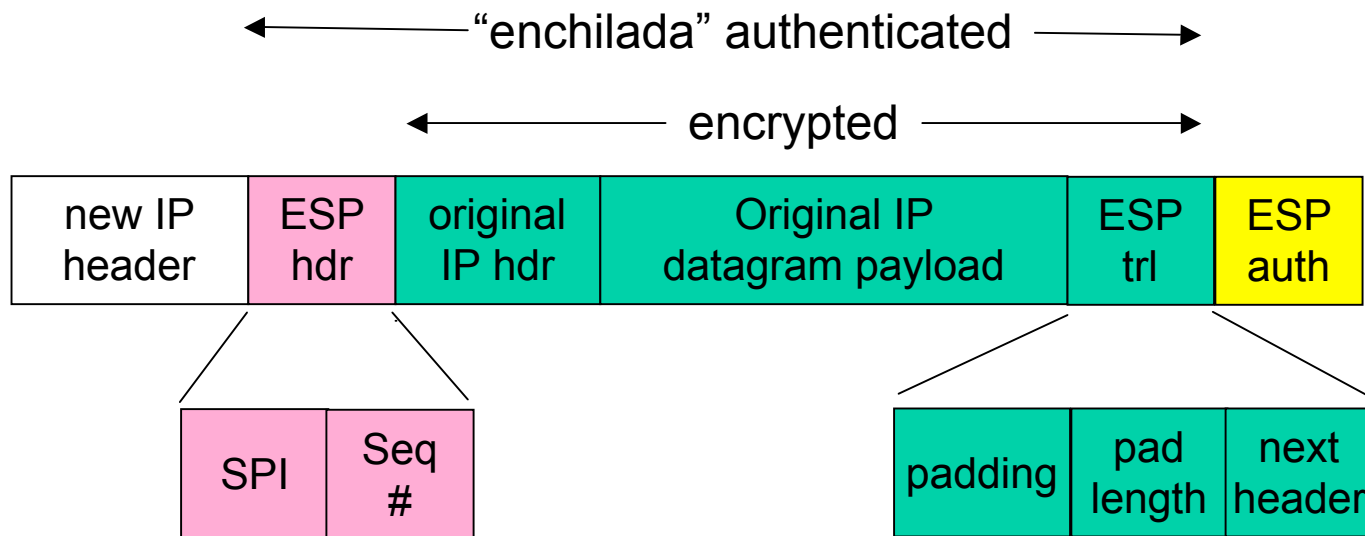 “enchilada” authenticated
encrypted
new IP
header
ESP
hdr
original
IP hdr
Original IP
datagram payload
ESP
trl
ESP
auth
SPI
Seq
#
padding
pad
length
next
header